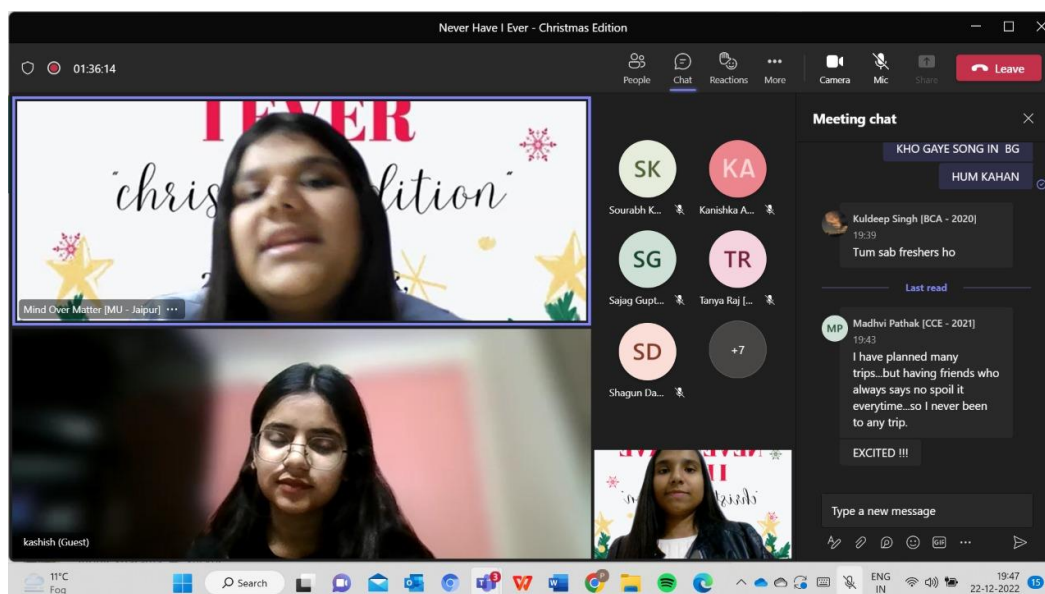 Never Have I Ever - Christmas Edition
01:36:14
People
Chat
Reactions
More
Camera
Mic
Share
Leave
I EVER
"christ dition"
Mind Over Matter [MU - Jaipur] ...
kashish (Guest)
SK
Sourabh K...
KA
Kanishka A...
SG
Sajag Gupt...
TR
Tanya Raj [...
SD
Shagun Da...
+7
Meeting chat
KHO GAYE SONG IN BG
HUM KAHAN
Kuldeep Singh [BCA - 2020]
19:39
Tum sab freshers ho
Last read
MP
Madhvi Pathak [CCE - 2021]
19:43
I have planned many
trips...but having friends who
always says no spoil it
everytime...so I never been
to any trip.
EXCITED !!!
Type a new message
GIF
11°C
Fog
Search
3
ENG
IN
19:47
22-12-2022
15